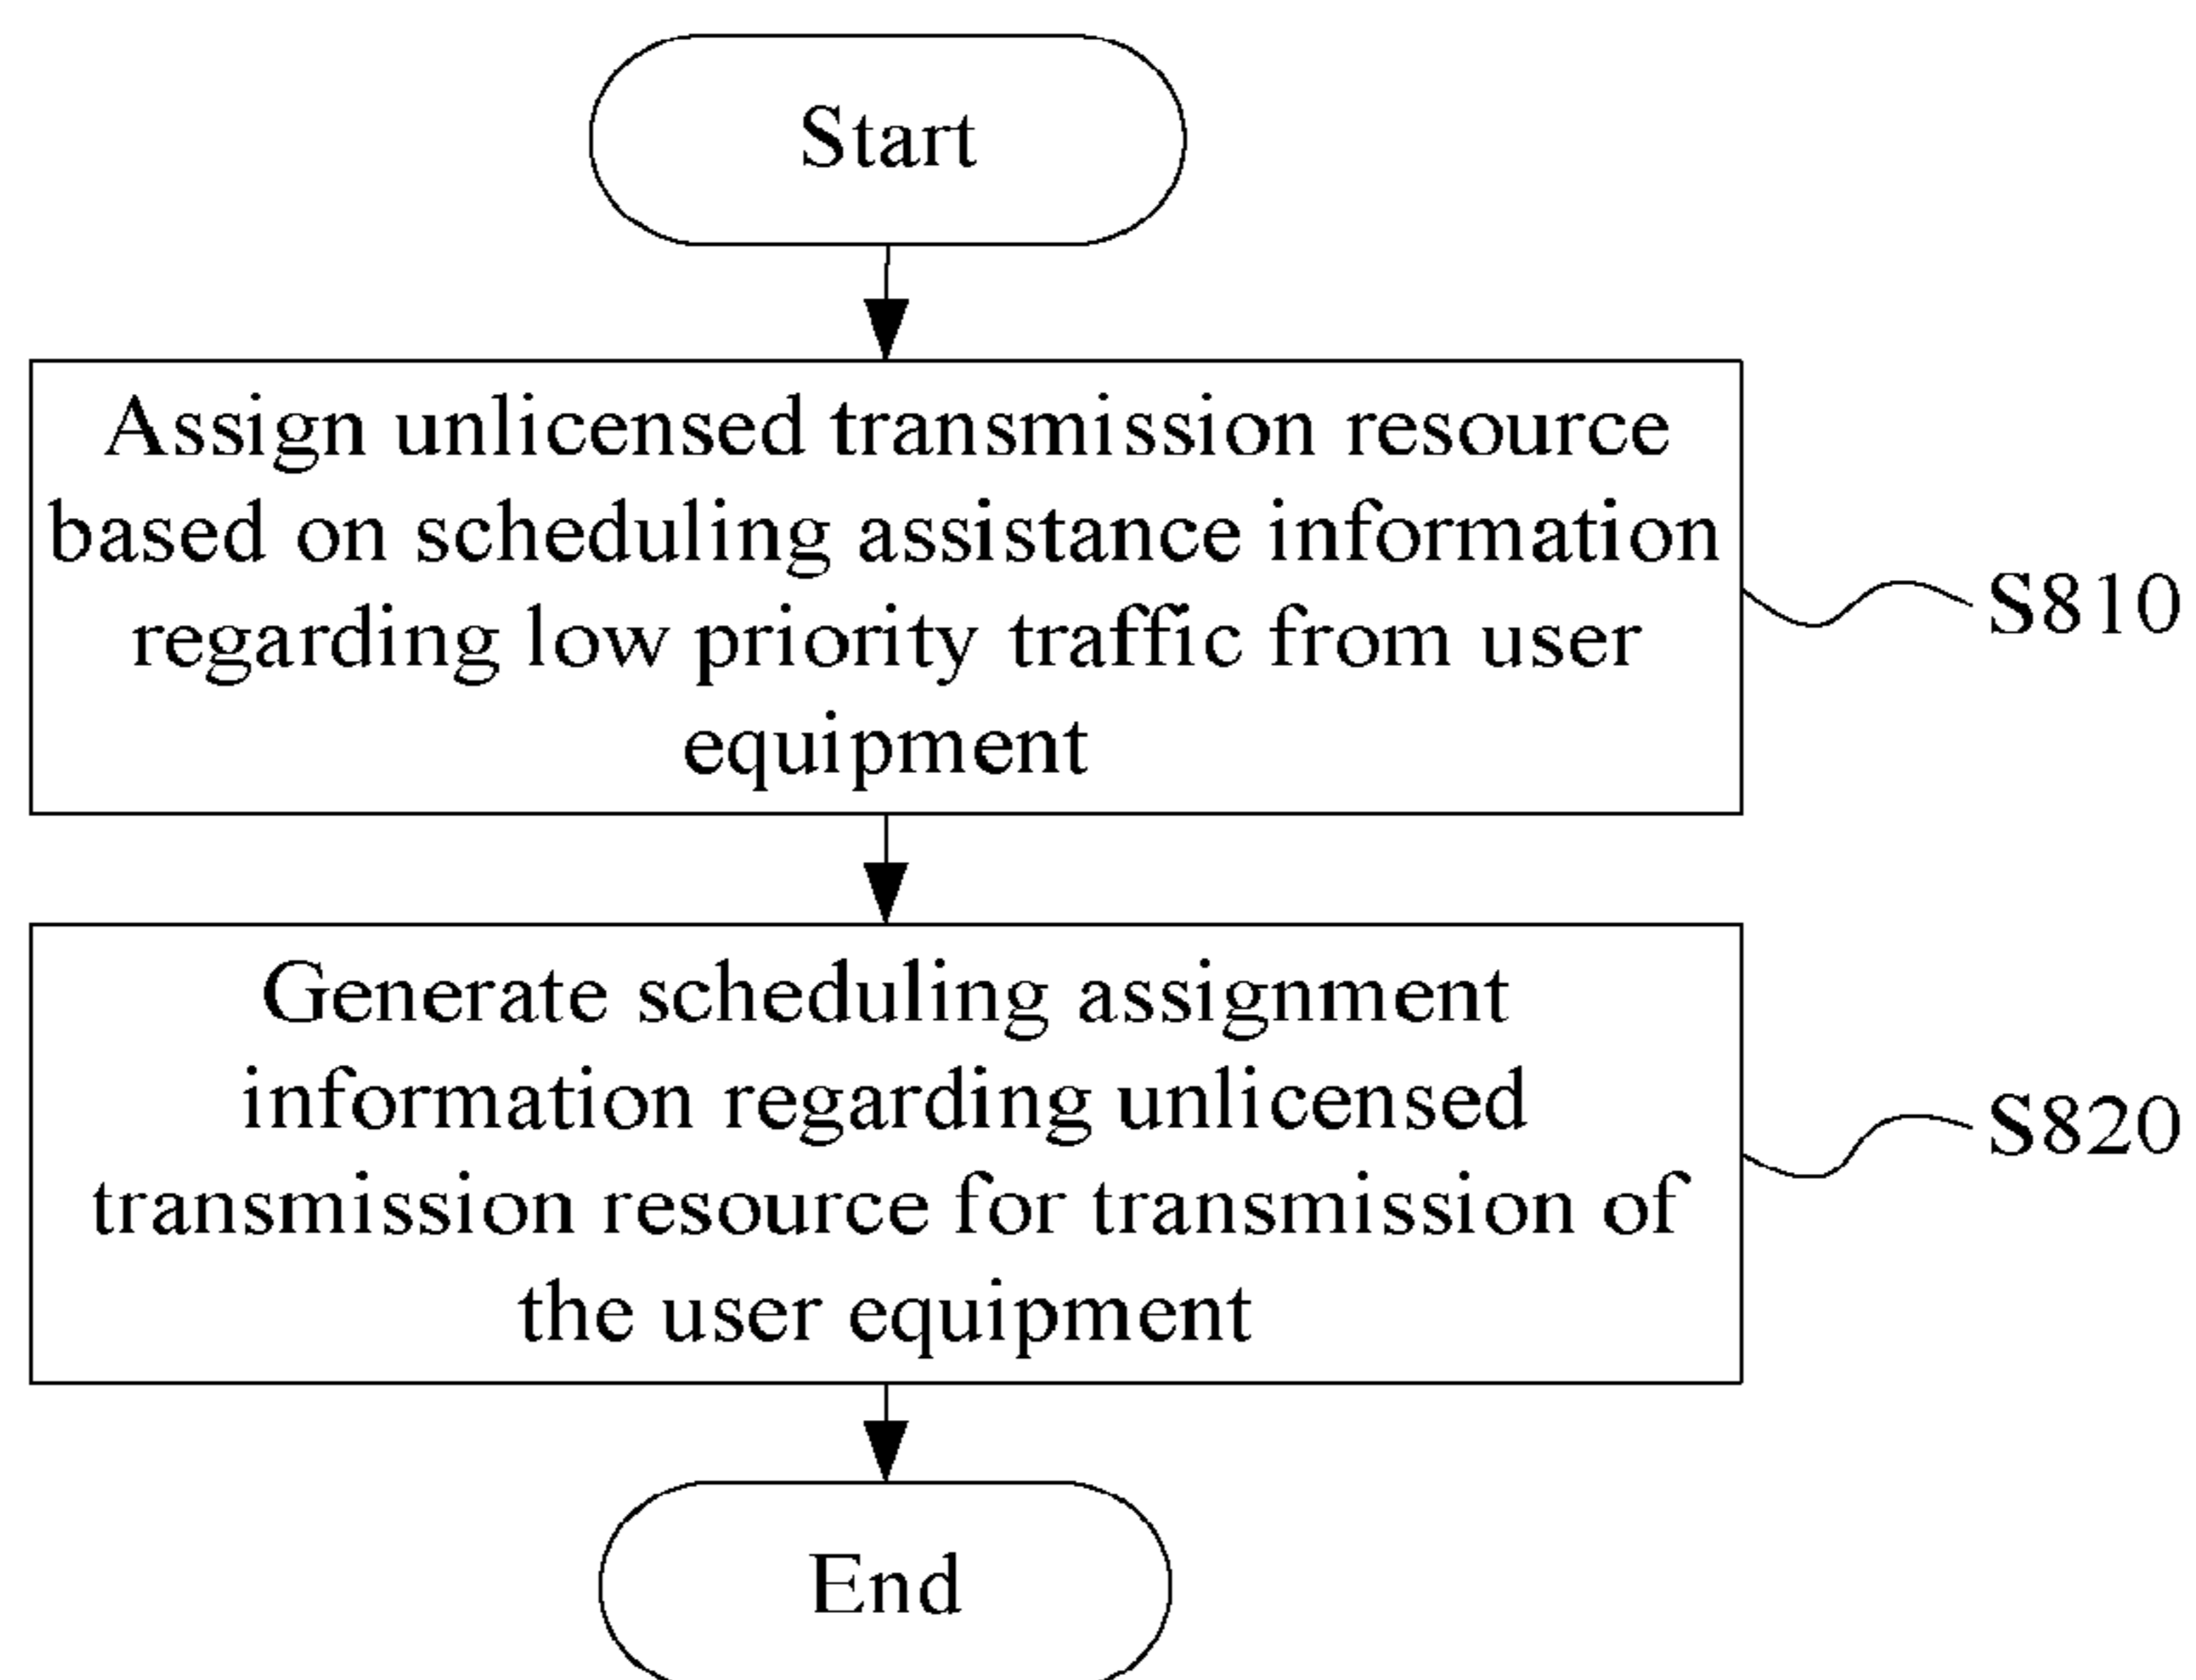 Start
Assign unlicensed transmission resource
based on scheduling assistance information
regarding low priority traffic from user
equipment
S810
Generate scheduling assignment
information regarding unlicensed
transmission resource for transmission of
the user equipment
S820
End